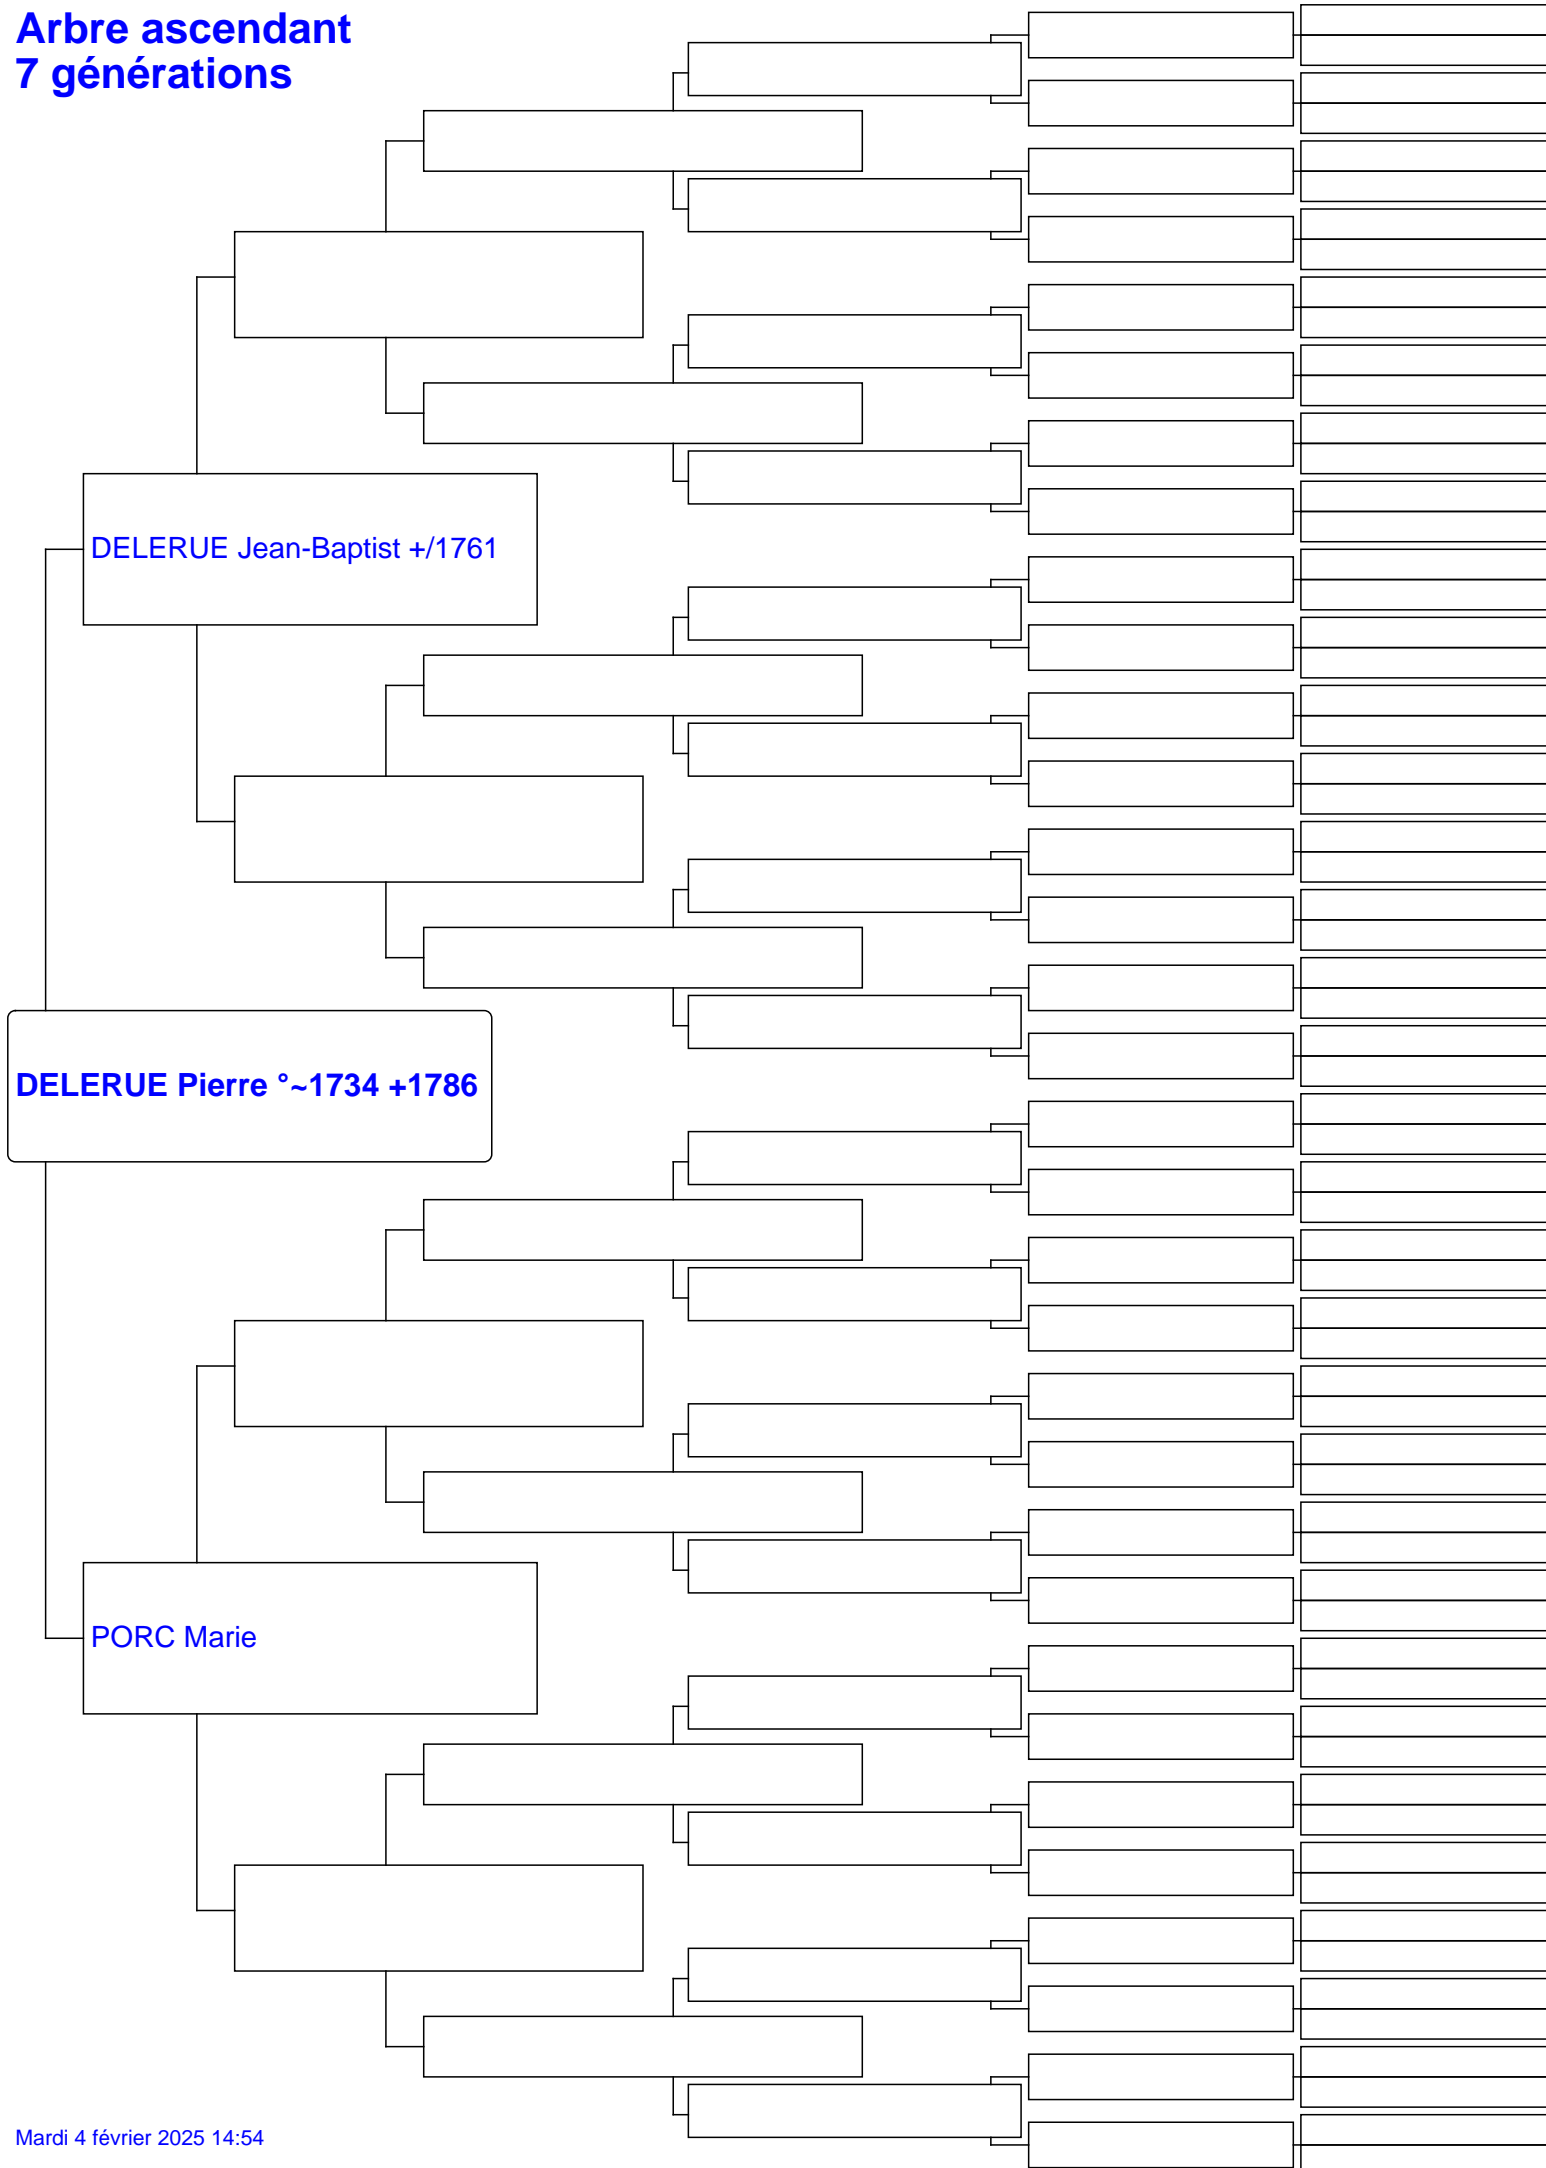 Arbre ascendant
7 générations
DELERUE Jean-Baptist +/1761
DELERUE Pierre °~1734 +1786
PORC Marie
Mardi 4 février 2025 14:54